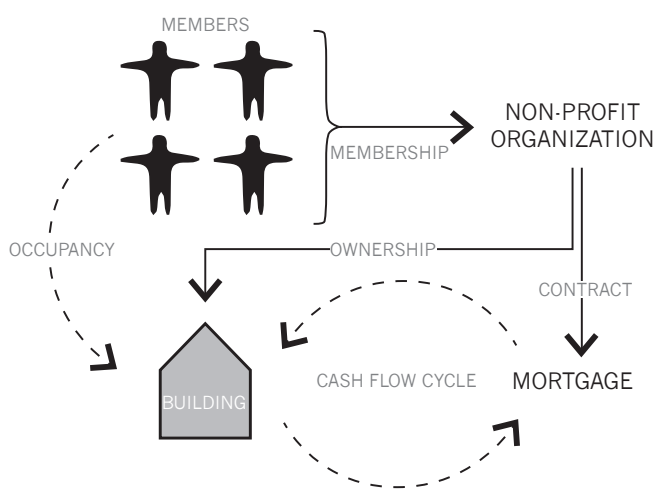 MEMBERS
NON-PROFIT
ORGANIZATION
MEMBERSHIP
OCCUPANCY
OWNERSHIP
CONTRACT
CASH FLOW CYCLE
MORTGAGE
BUILDING